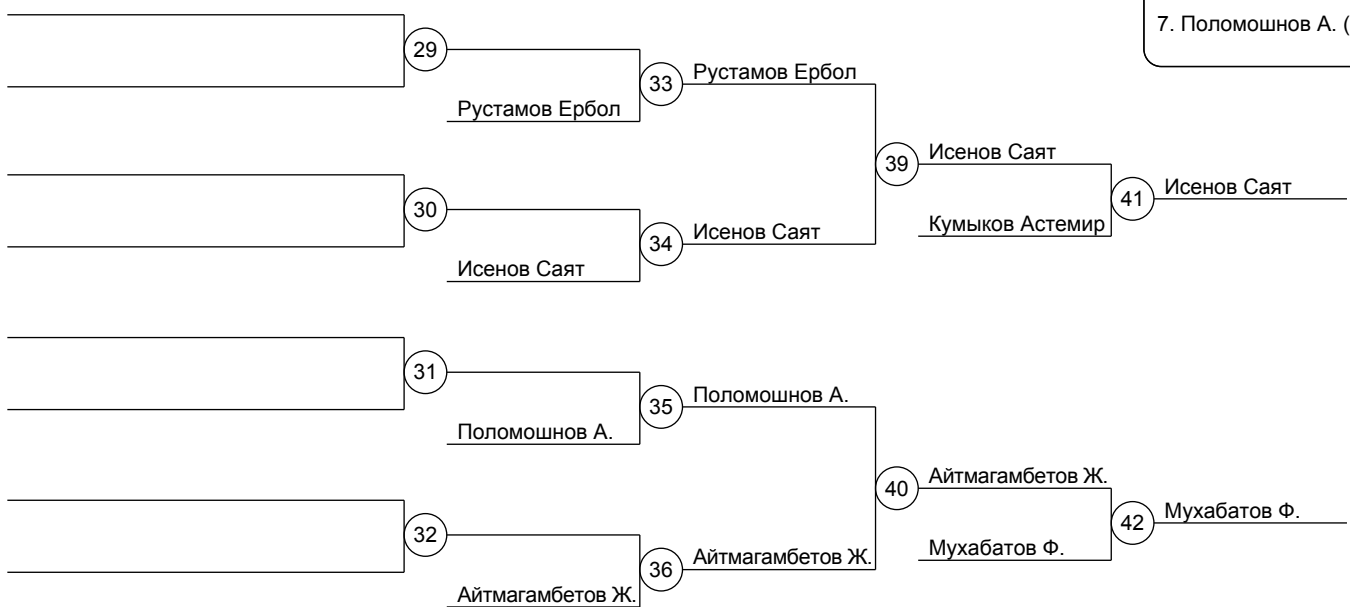 7. Поломошнов А. (
29
33
Рустамов Ербол
Рустамов Ербол
39
Исенов Саят
41
Исенов Саят
30
34
Исенов Саят
Кумыков Астемир
Исенов Саят
31
35
Поломошнов А.
Поломошнов А.
40
Айтмагамбетов Ж.
42
Мухабатов Ф.
32
36
Айтмагамбетов Ж.
Мухабатов Ф.
Айтмагамбетов Ж.